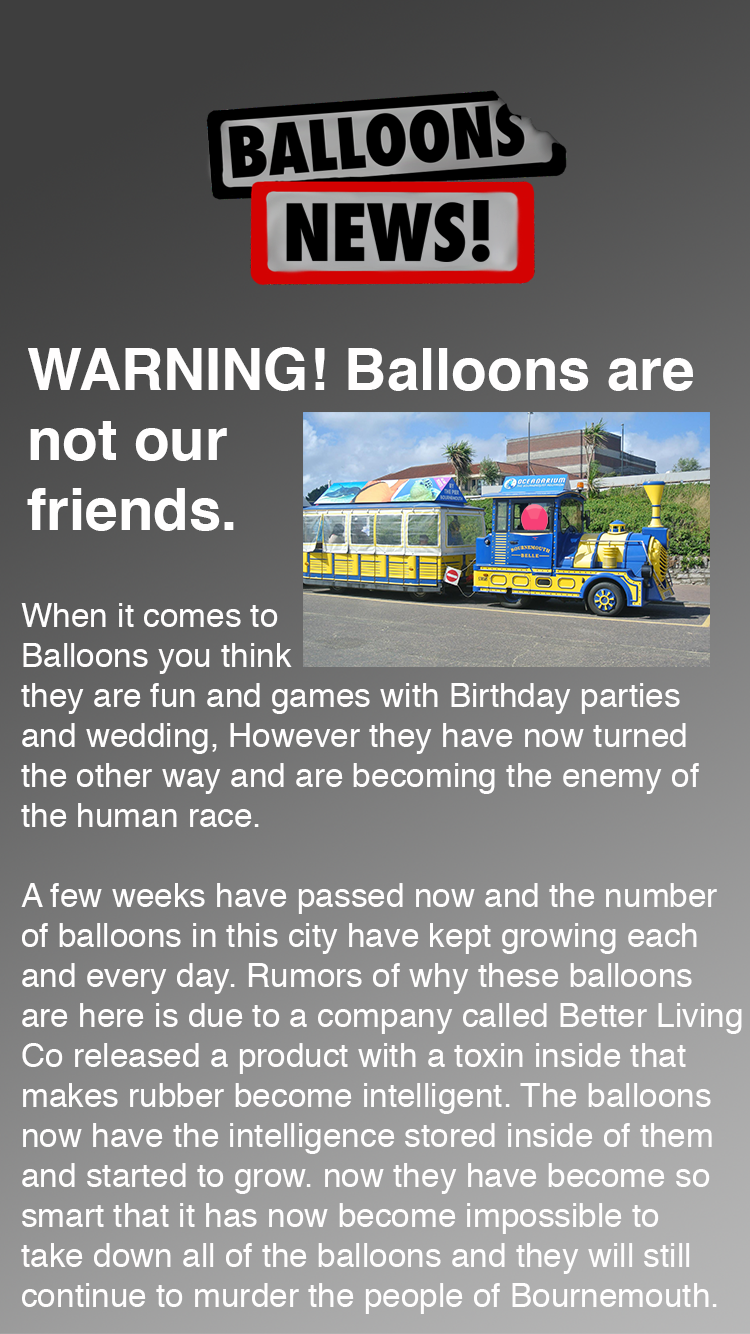 BALLOONS
NEWS!
WARNING! Balloons are
not our
friends.
OCEANARIUM
BOURNEMOUTH
BELLE
When it comes to
Balloons you think
they are fun and games with Birthday parties
and wedding, However they have now turned
the other way and are becoming the enemy of
the human race.
A few weeks have passed now and the number
of balloons in this city have kept growing each
and every day. Rumors of why these balloons
are here is due to a company called Better Living
Co released a product with a toxin inside that
makes rubber become intelligent. The balloons
now have the intelligence stored inside of them
and started to grow. now they have become so
smart that it has now become impossible to
take down all of the balloons and they will still
continue to murder the people of Bournemouth.